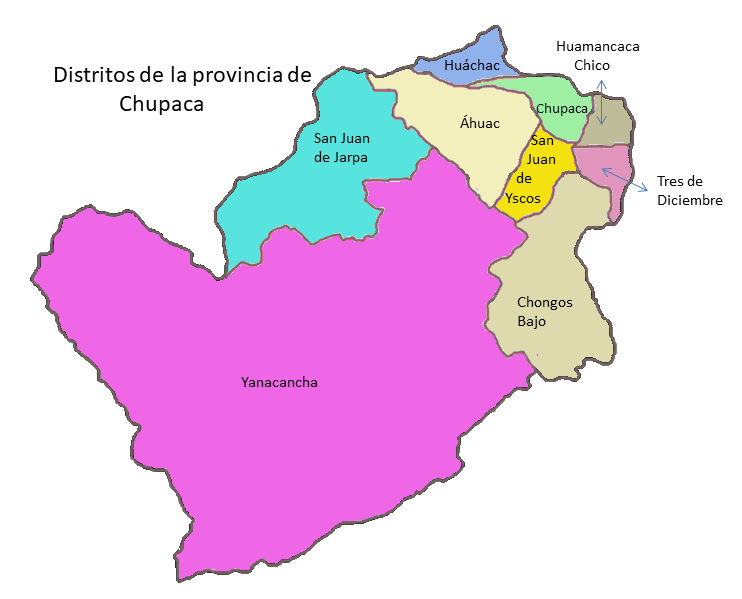 Distritos de la provincia de
Chupaca
Huáchac
Huamancaca
Chico
Chupaca
Áhuac
San Juan
de Jarpa
San
Juan
de
Yscos
Tres de
Diciembre
Chongos
Bajo
Yanacancha